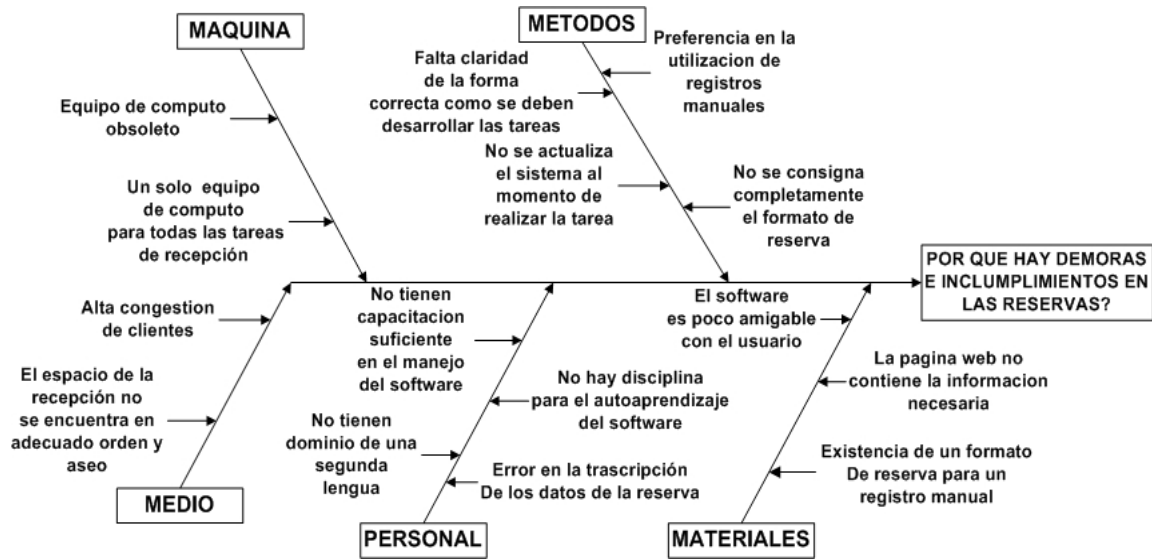 MAQUINA
Equipo de computo
obsoleto
Un solo equipo
de computo
para todas las tareas
de recepción
METODOS
Falta claridad
de la forma
correcta como se deben
desarrollar las tareas
Preferencia en la
utilizacion de
registros
manuales
No se actualiza
el sistema al
momento de
realizar la tarea
No se consigna
completamente
el formato de
reserva
POR QUE HAY DEMORAS
E INCLUMPLIMIENTOS EN
LAS RESERVAS?
Alta congestion
de clientes
El espacio de la
recepción no
se encuentra en
adecuado orden y
aseo
MEDIO
No tienen
capacitacion
suficiente
en el manejo
del software
No hay disciplina
para el autoaprendizaje
del software
No tienen
dominio de una
segunda
lengua
Error en la trascripción
De los datos de la reserva
PERSONAL
El software
es poco amigable
con el usuario
La pagina web no
contiene la informacion
necesaria
Existencia de un formato
De reserva para un
registro manual
MATERIALES